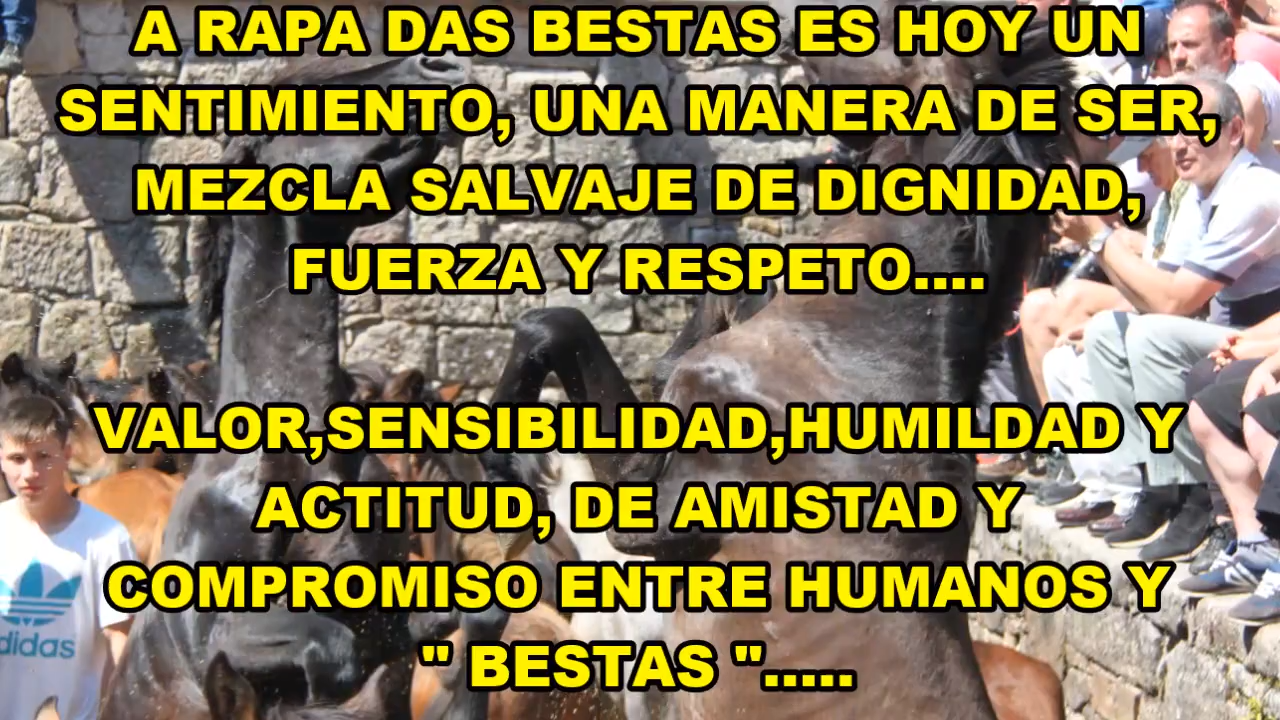 A RAPA DAS BESTAS ES HOY UN
SENTIMIENTO, UNA MANERA DE SER,
MEZCLA SALVAJE DE DIGNIDAD,
FUERZA Y RESPETO....
VALOR,SENSIBILIDAD,HUMILDAD Y
ACTITUD, DE AMISTAD Y
COMPROMISO ENTRE HUMANOS Y
" BESTAS ".....
didas